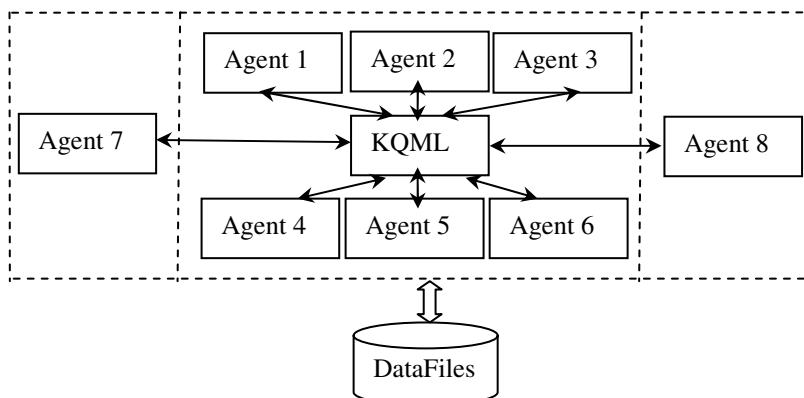 Agent 1
Agent 2
Agent 3
Agent 7
KQML
Agent 8
Agent 4
Agent 5
Agent 6
DataFiles